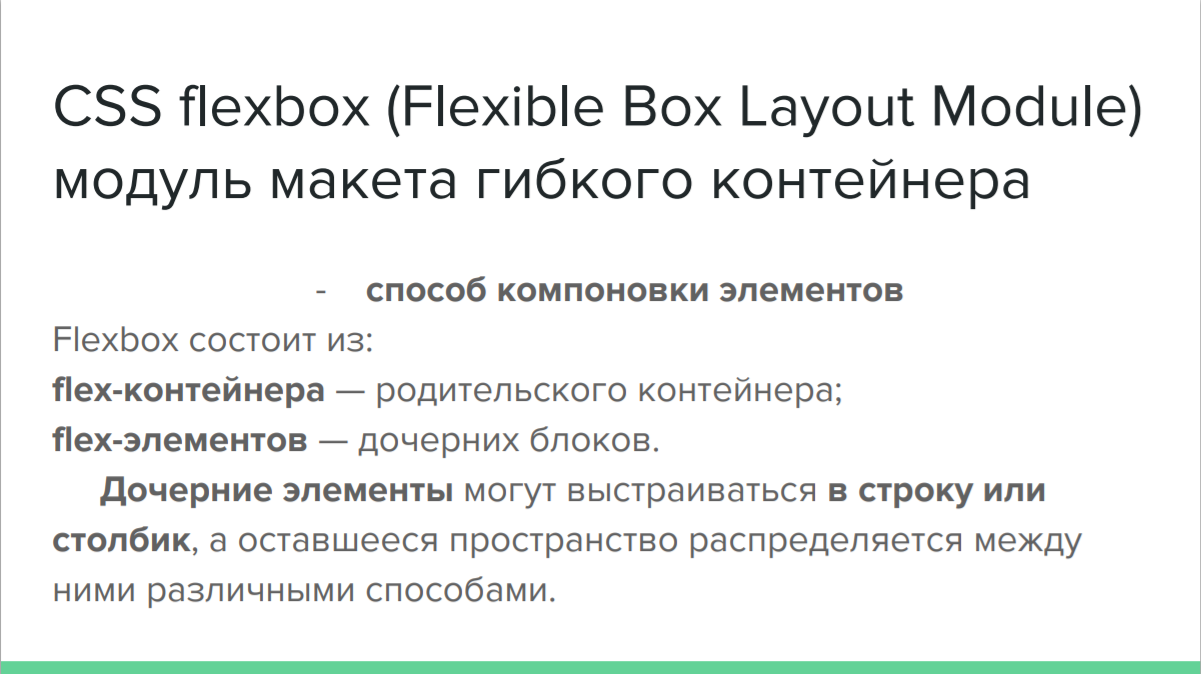 CSS flexbox (Flexible Box Layout Module)
модуль макета гибкого контейнера
- способ компоновки элементов
Flexbox состоит из:
flex-контейнера — родительского контейнера;
flex-элементов — дочерних блоков.
Дочерние элементы могут выстраиваться в строку или
столбик, а оставшееся пространство распределяется между
ними различными способами.